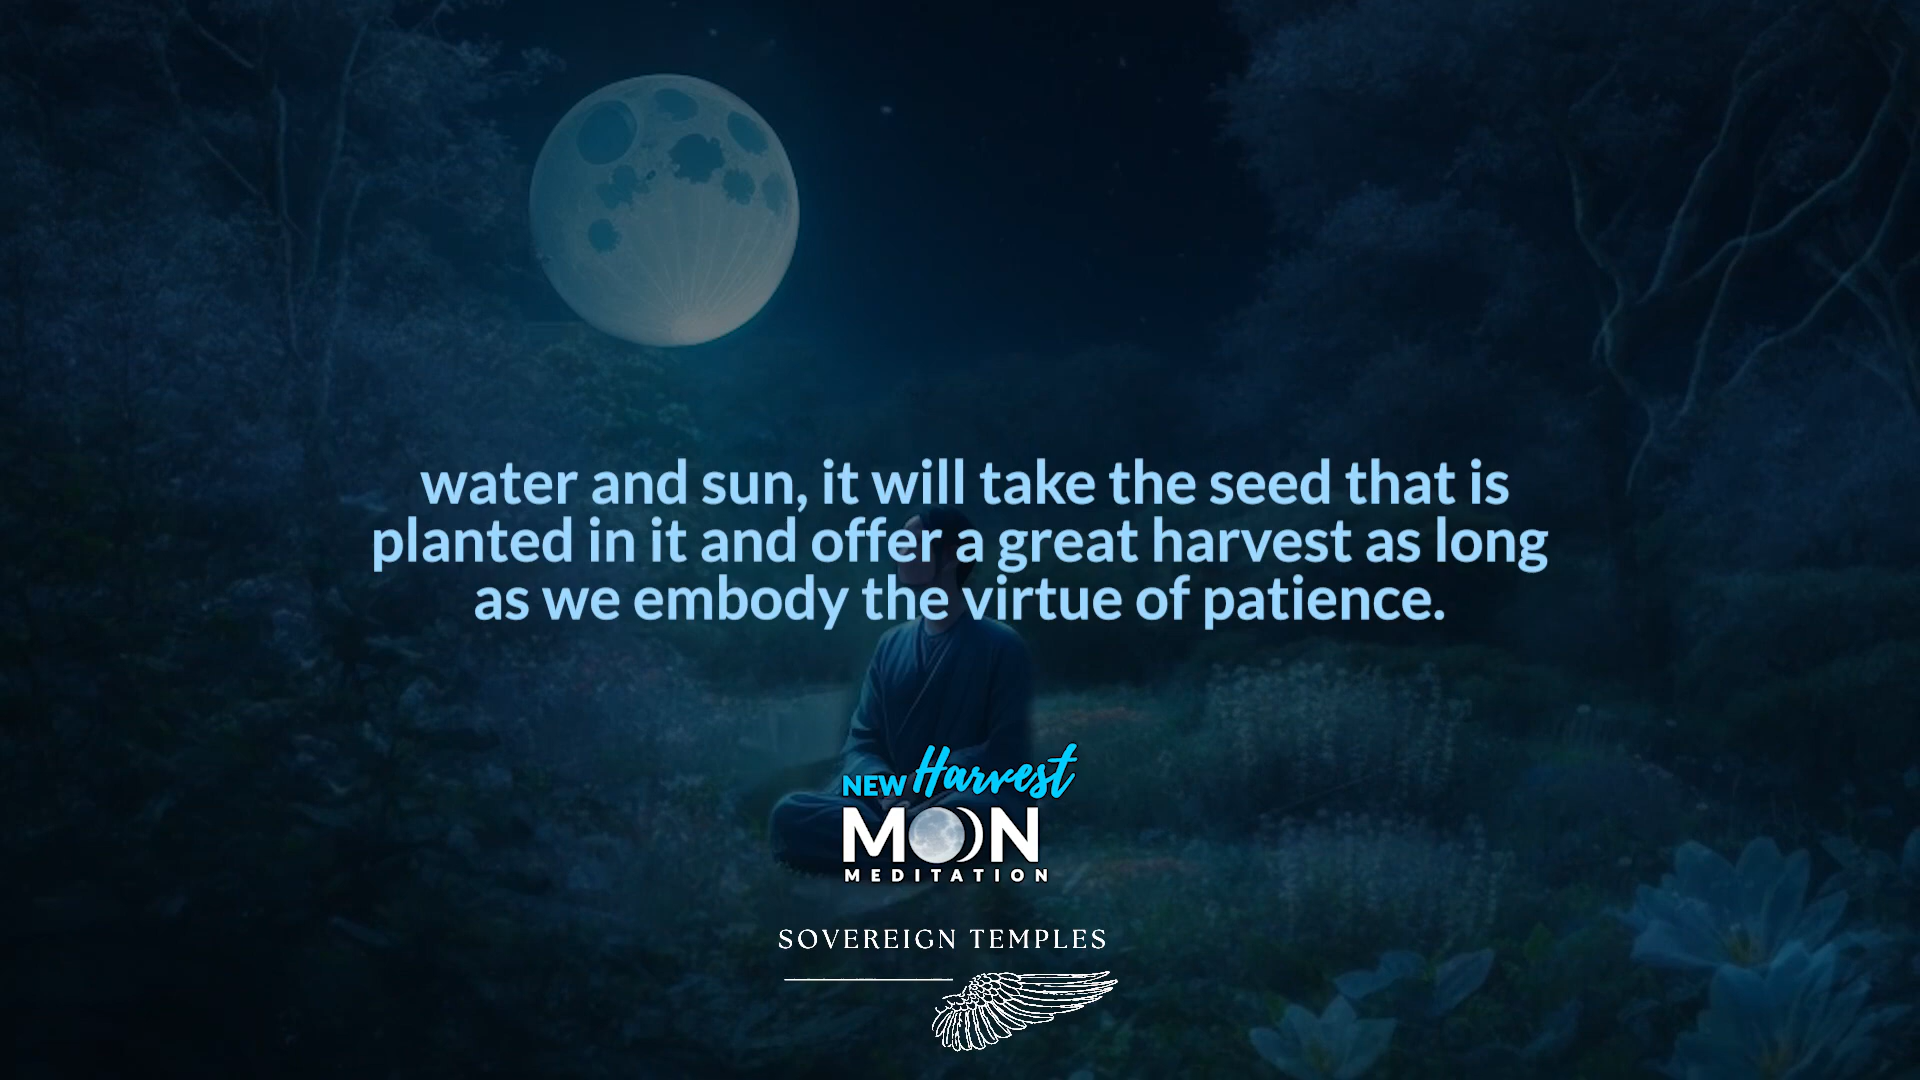 water and sun, it will take the seed that is
planted in it and offer a great harvest as long
as we embody the virtue of patience.
NEW Harvest
MOON
MEDITATION
SOVEREIGN TEMPLES